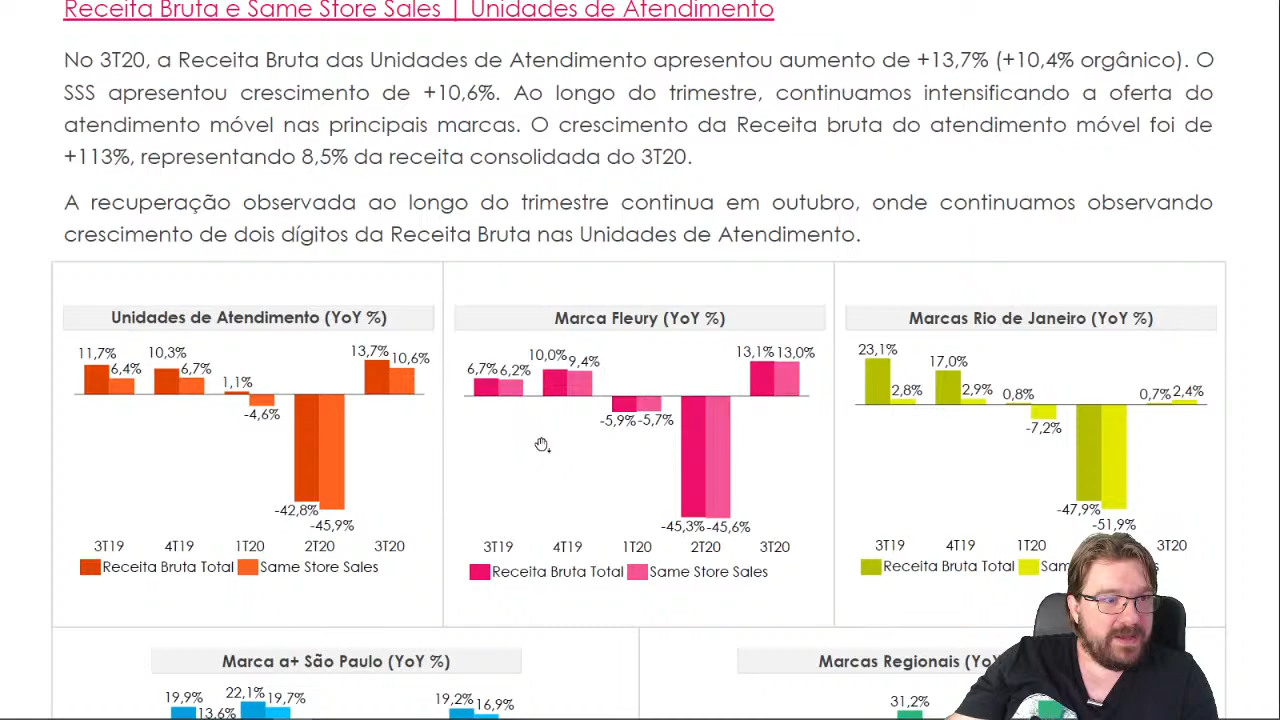 Receita Bruta e Same Store Sales | Unidades de Atendimento
No 3T20, a Receita Bruta das Unidades de Atendimento apresentou aumento de +13,7% (+10,4% orgânico). O
SSS apresentou crescimento de +10,6%. Ao longo do trimestre, continuamos intensificando a oferta do
atendimento móvel nas principais marcas. O crescimento da Receita bruta do atendimento móvel foi de
+113%, representando 8,5% da receita consolidada do 3T20.
A recuperação observada ao longo do trimestre continua em outubro, onde continuamos observando
crescimento de dois dígitos da Receita Bruta nas Unidades de Atendimento.
Unidades de Atendimento (YoY %)
11,7% 6,4% 10,3% 6,7% 1,1% -4,6% -42,8% -45,9% 13,7% 10,6%
3T19 4T19 1T20 2T20 3T20
Receita Bruta Total Same Store Sales
Marca Fleury (YoY %)
6,7% 6,2% 10,0% 9,4% -5,9% -5,7% -45,3% -45,6% 13,1% 13,0%
3T19 4T19 1T20 2T20 3T20
Receita Bruta Total Same Store Sales
Marcas Rio de Janeiro (YoY %)
23,1% 2,8% 17,0% 2,9% 0,8% -7,2% -47,9% -51,9% 0,7% 2,4%
3T19 4T19 1T20 3T20
Receita Bruta Total
Marca a+ São Paulo (YoY %)
19,9% 13,6% 22,1% 19,7% 19,2% 16,9%
Marcas Regionais
31,2%